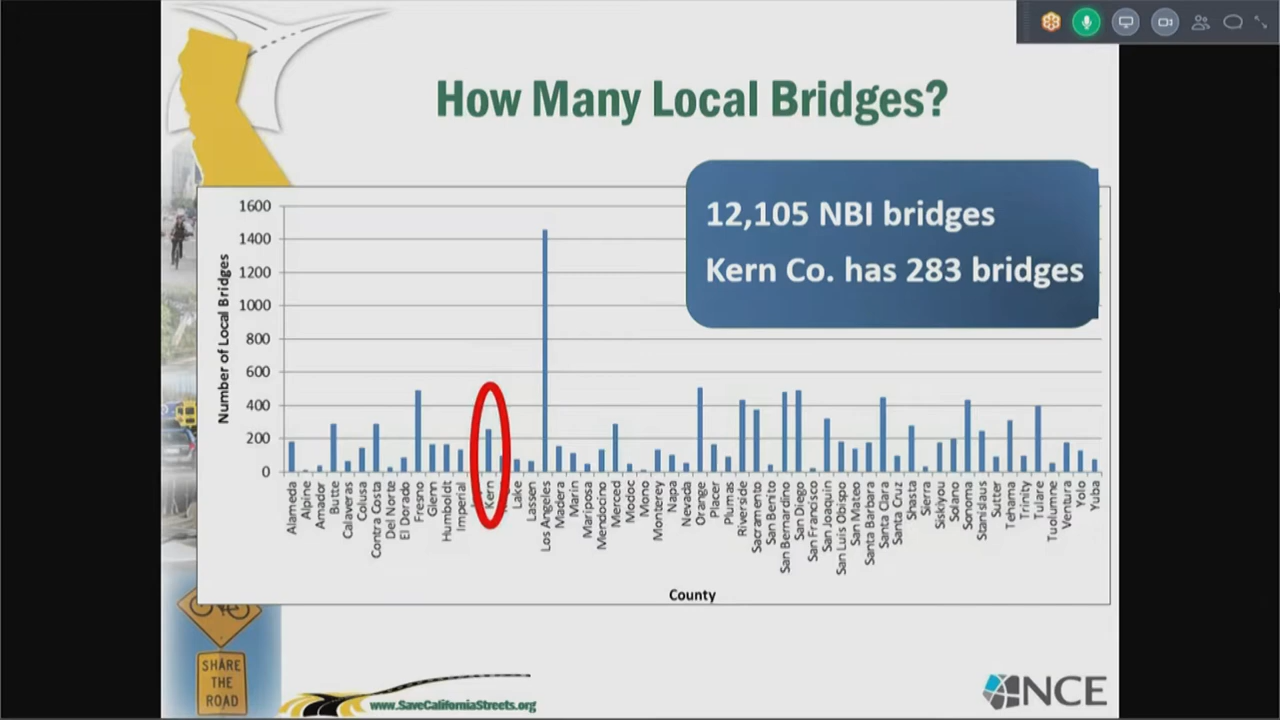 How Many Local Bridges?
12,105 NBI bridges
Kern Co. has 283 bridges
Number of Local Bridges
1600
1400
1200
1000
800
600
400
200
0
Alameda
Alpine
Amador
Butte
Calaveras
Colusa
Contra Costa
Del Norte
El Dorado
Fresno
Glenn
Humboldt
Imperial
Kern
Lake
Lassen
Los Angeles
Madera
Marin
Mariposa
Mendocino
Merced
Modoc
Mono
Monterey
Napa
Nevada
Orange
Placer
Plumas
Riverside
Sacramento
San Benito
San Bernardino
San Diego
San Francisco
San Joaquin
San Luis Obispo
San Mateo
Santa Barbara
Santa Clara
Santa Cruz
Shasta
Sierra
Siskiyou
Solano
Sonoma
Stanislaus
Sutter
Tehama
Trinity
Tulare
Tuolumne
Ventura
Yolo
Yuba
County
SHARE
THE
ROAD
www.SaveCaliforniaStreets.org
NCE